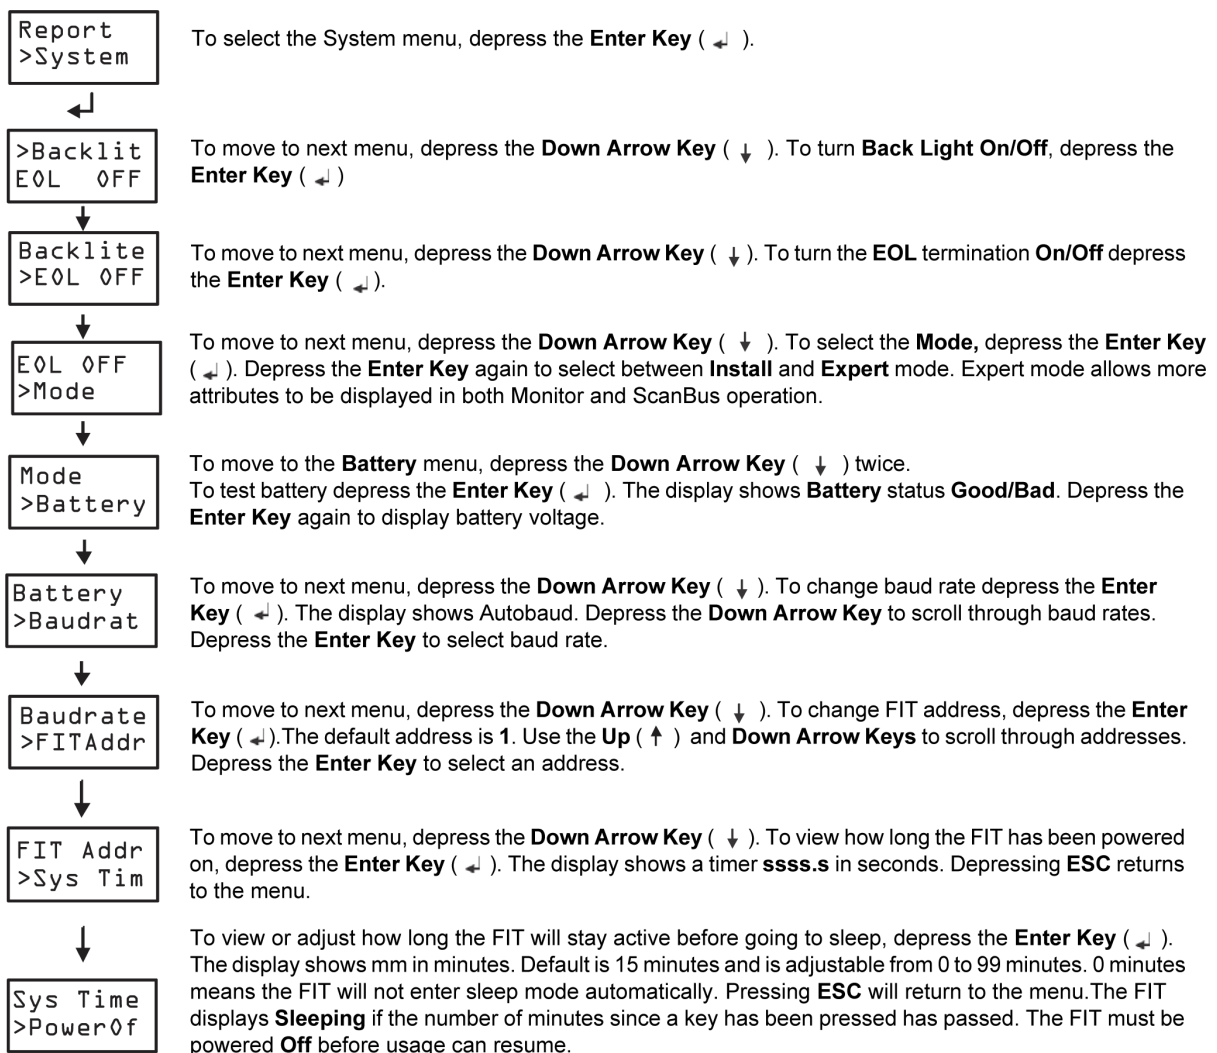 Report
>System
To select the System menu, depress the Enter Key ( ↲ ).
>Backlit
EOL OFF
To move to next menu, depress the Down Arrow Key ( ↓ ). To turn Back Light On/Off, depress the
Enter Key ( ↲ )
Backlite
>EOL OFF
To move to next menu, depress the Down Arrow Key ( ↓ ). To turn the EOL termination On/Off depress
the Enter Key ( ↲ ).
EOL OFF
>Mode
To move to next menu, depress the Down Arrow Key ( ↓ ). To select the Mode, depress the Enter Key
( ↲ ). Depress the Enter Key again to select between Install and Expert mode. Expert mode allows more
attributes to be displayed in both Monitor and ScanBus operation.
Mode
>Battery
To move to the Battery menu, depress the Down Arrow Key ( ↓ ) twice.
To test battery depress the Enter Key ( ↲ ). The display shows Battery status Good/Bad. Depress the
Enter Key again to display battery voltage.
Battery
>Baudrat
To move to next menu, depress the Down Arrow Key ( ↓ ). To change baud rate depress the Enter
Key ( ↲ ). The display shows Autobaud. Depress the Down Arrow Key to scroll through baud rates.
Depress the Enter Key to select baud rate.
Baudrate
>FITAddr
To move to next menu, depress the Down Arrow Key ( ↓ ). To change FIT address, depress the Enter
Key ( ↲ ).The default address is 1. Use the Up ( ↑ ) and Down Arrow Keys to scroll through addresses.
Depress the Enter Key to select an address.
FIT Addr
>Sys Tim
To move to next menu, depress the Down Arrow Key ( ↓ ). To view how long the FIT has been powered
on, depress the Enter Key ( ↲ ). The display shows a timer ssss.s in seconds. Depressing ESC returns
to the menu.
Sys Time
>PowerOf
To view or adjust how long the FIT will stay active before going to sleep, depress the Enter Key ( ↲ ).
The display shows mm in minutes. Default is 15 minutes and is adjustable from 0 to 99 minutes. 0 minutes
means the FIT will not enter sleep mode automatically. Pressing ESC will return to the menu.The FIT
displays Sleeping if the number of minutes since a key has been pressed has passed. The FIT must be
powered Off before usage can resume.